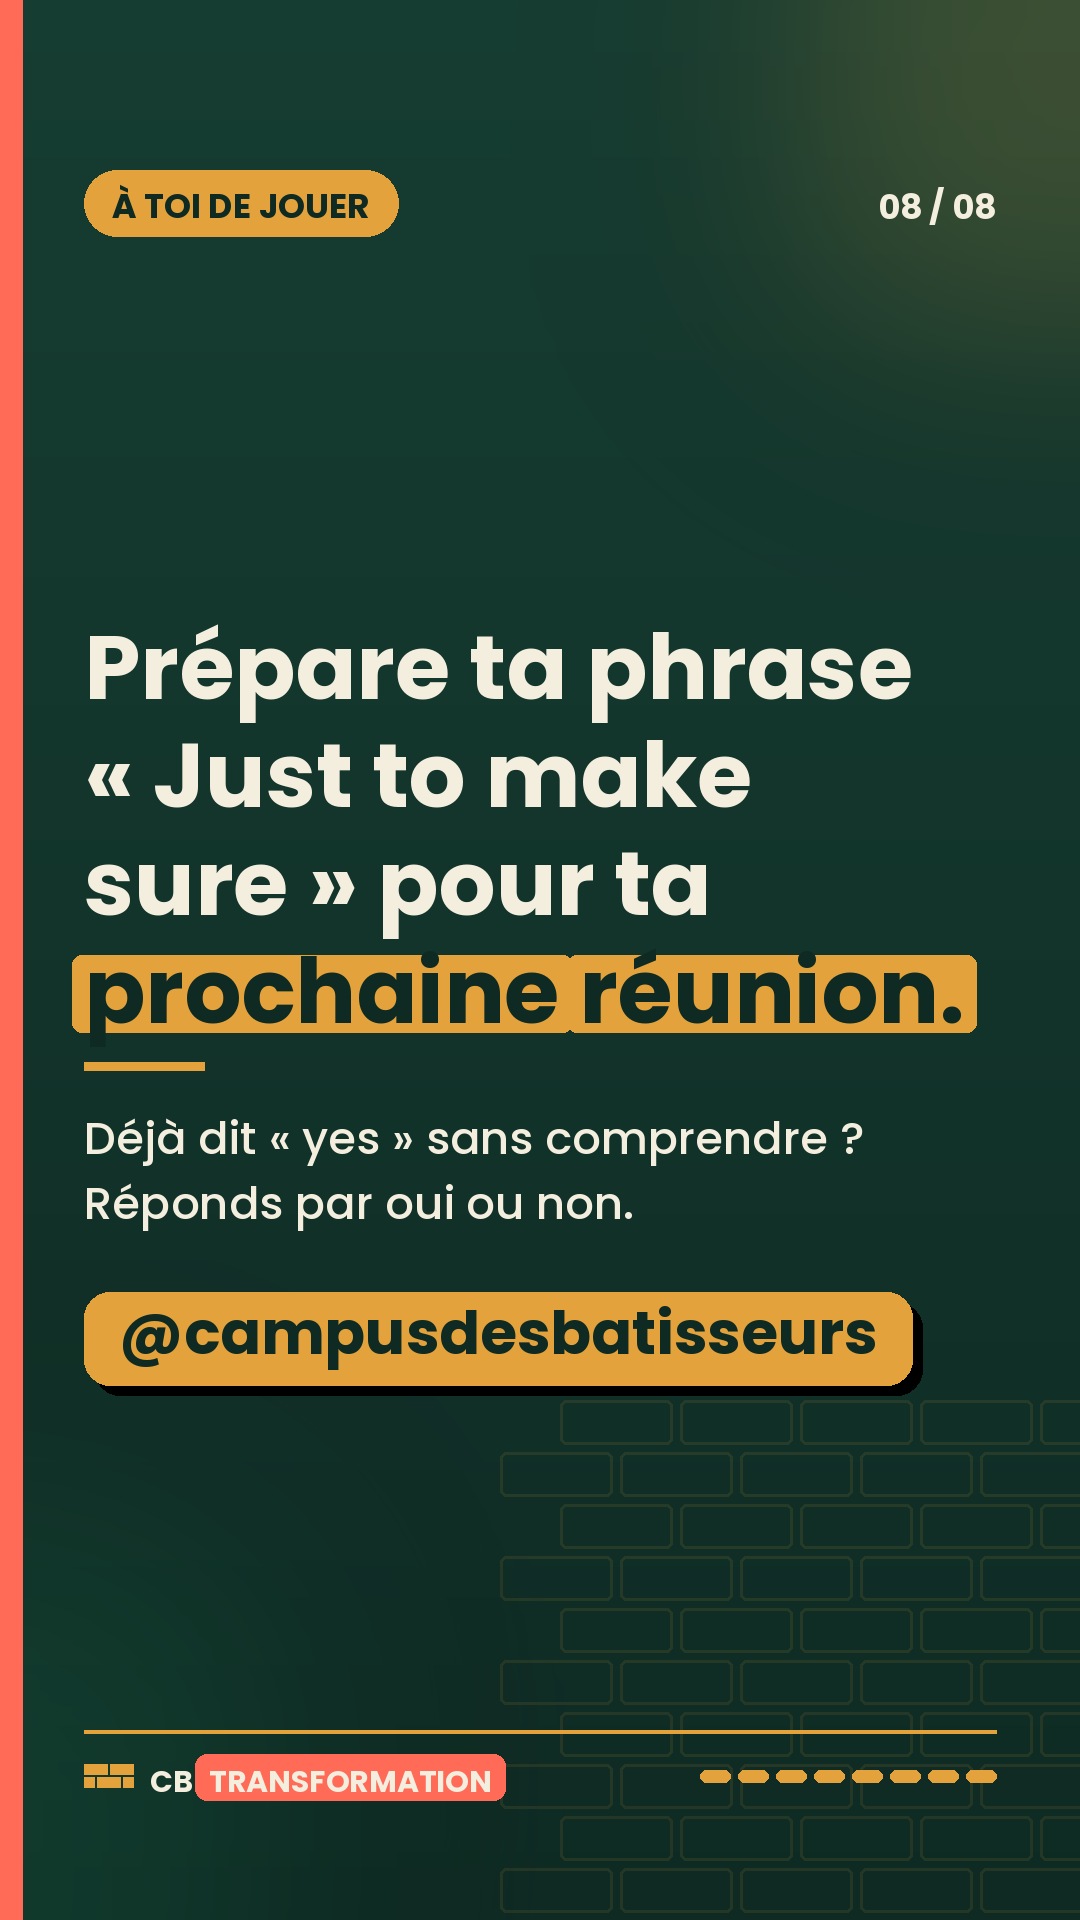 À TOI DE JOUER
08 / 08
Prépare ta phrase
« Just to make
sure » pour ta
prochaine réunion.
Déjà dit « yes » sans comprendre ?
Réponds par oui ou non.
@campusdesbatisseurs
CB TRANSFORMATION